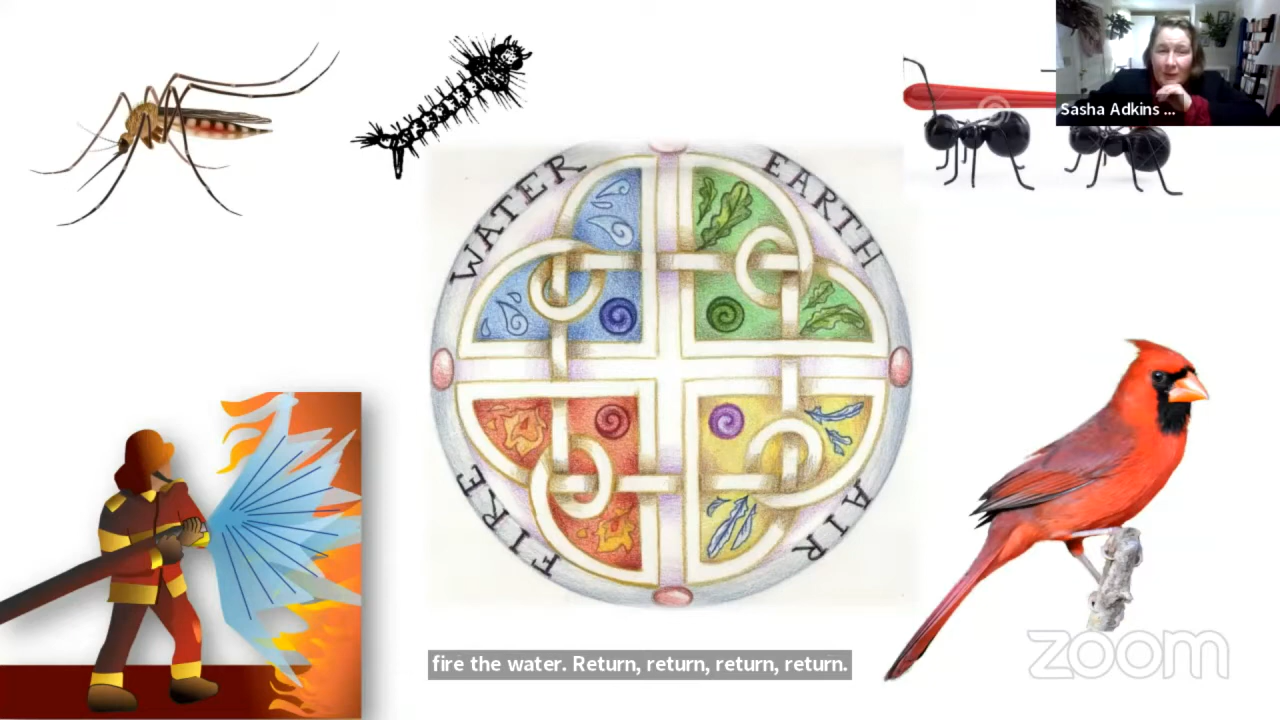 Sasha Adkins ...
WATER
EARTH
FIRE
AIR
fire the water. Return, return, return, return.
zoom